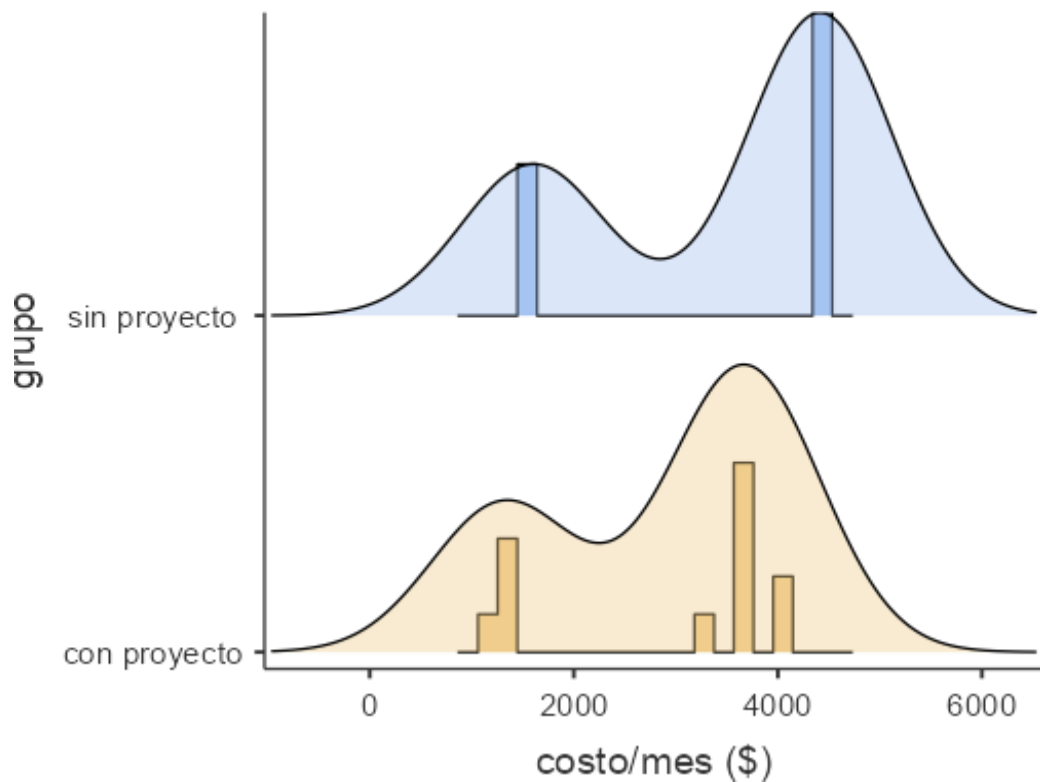 grupo
sin proyecto
con proyecto
0 2000 4000 6000
costo/mes ($)